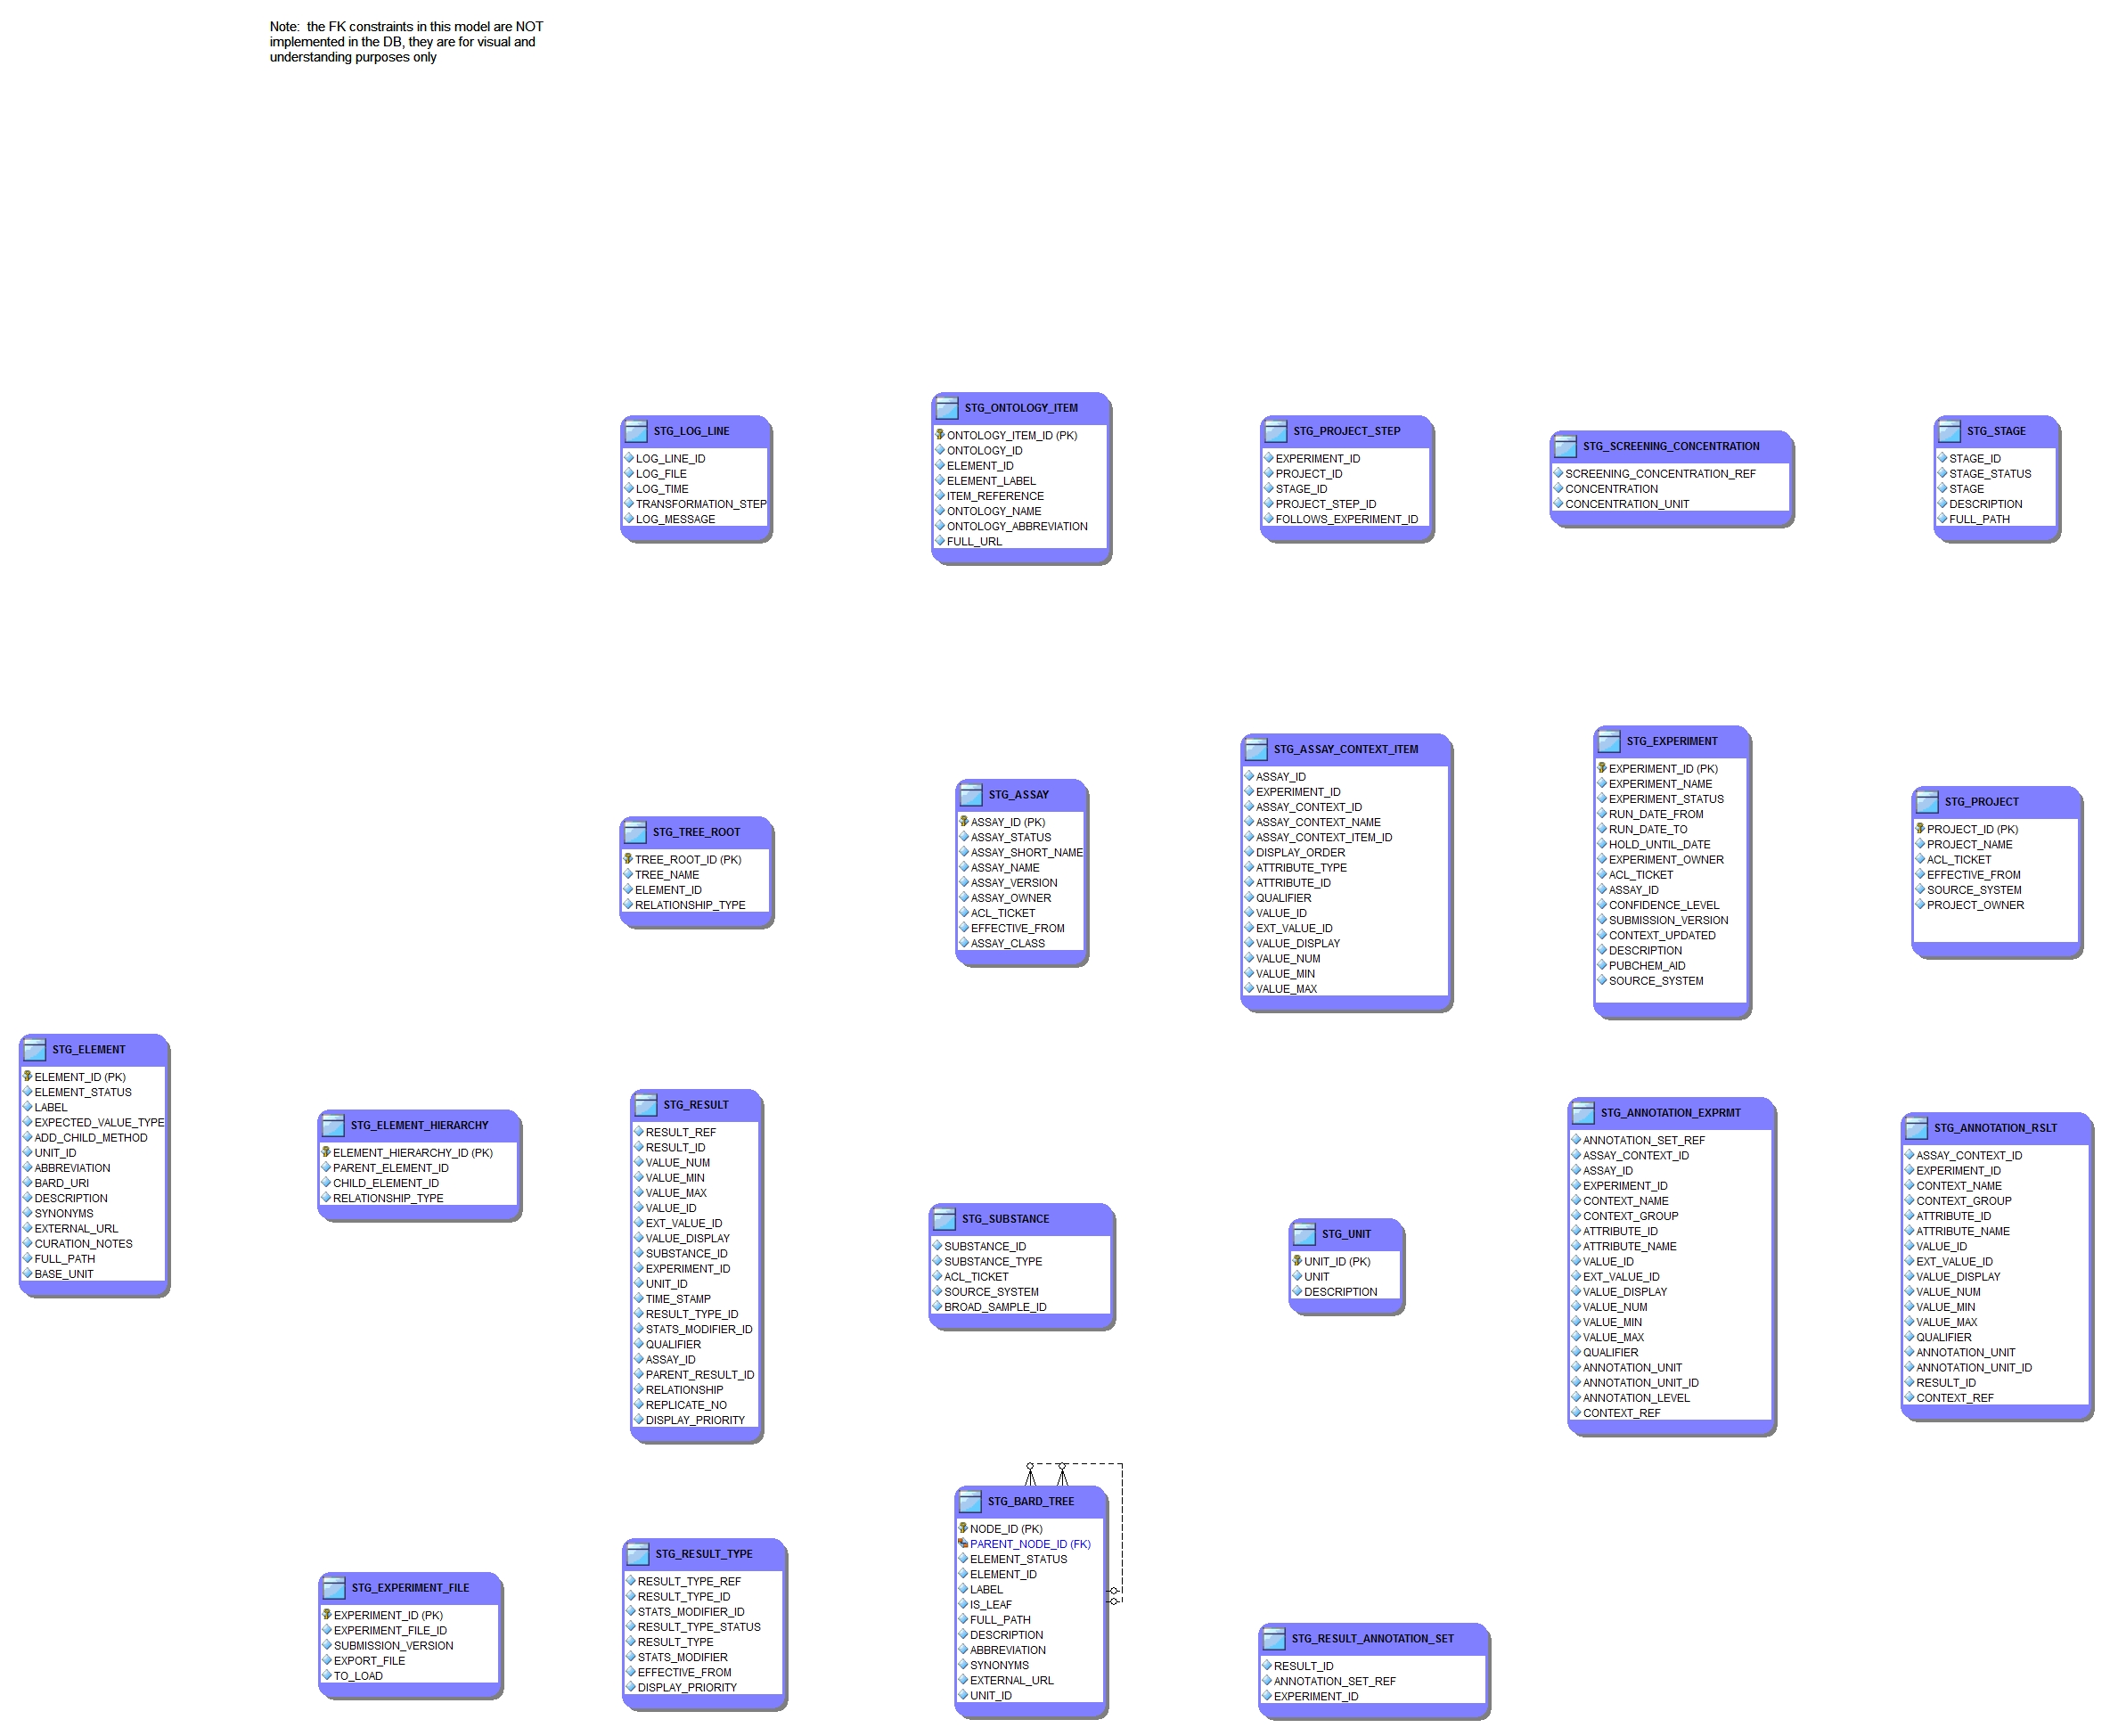 Note:  the FK constraints in this model are NOT
implemented in the DB, they are for visual and
understanding purposes only
STG_LOG_LINE
LOG_LINE_ID
LOG_FILE
LOG_TIME
TRANSFORMATION_STEP
LOG_MESSAGE
STG_ONTOLOGY_ITEM
ONTOLOGY_ITEM_ID (PK)
ONTOLOGY_ID
ELEMENT_ID
ELEMENT_LABEL
ITEM_REFERENCE
ONTOLOGY_NAME
ONTOLOGY_ABBREVIATION
FULL_URL
STG_PROJECT_STEP
EXPERIMENT_ID
PROJECT_ID
STAGE_ID
PROJECT_STEP_ID
FOLLOWS_EXPERIMENT_ID
STG_SCREENING_CONCENTRATION
SCREENING_CONCENTRATION_REF
CONCENTRATION
CONCENTRATION_UNIT
STG_STAGE
STAGE_ID
STAGE_STATUS
STAGE
DESCRIPTION
FULL_PATH
STG_TREE_ROOT
TREE_ROOT_ID (PK)
TREE_NAME
ELEMENT_ID
RELATIONSHIP_TYPE
STG_ASSAY
ASSAY_ID (PK)
ASSAY_STATUS
ASSAY_SHORT_NAME
ASSAY_NAME
ASSAY_VERSION
ASSAY_OWNER
ACL_TICKET
EFFECTIVE_FROM
ASSAY_CLASS
STG_ASSAY_CONTEXT_ITEM
ASSAY_ID
EXPERIMENT_ID
ASSAY_CONTEXT_ID
ASSAY_CONTEXT_NAME
ASSAY_CONTEXT_ITEM_ID
DISPLAY_ORDER
ATTRIBUTE_TYPE
ATTRIBUTE_ID
QUALIFIER
VALUE_ID
EXT_VALUE_ID
VALUE_DISPLAY
VALUE_NUM
VALUE_MIN
VALUE_MAX
STG_EXPERIMENT
EXPERIMENT_ID (PK)
EXPERIMENT_NAME
EXPERIMENT_STATUS
RUN_DATE_FROM
RUN_DATE_TO
HOLD_UNTIL_DATE
EXPERIMENT_OWNER
ACL_TICKET
ASSAY_ID
CONFIDENCE_LEVEL
SUBMISSION_VERSION
CONTEXT_UPDATED
DESCRIPTION
PUBCHEM_AID
SOURCE_SYSTEM
STG_PROJECT
PROJECT_ID (PK)
PROJECT_NAME
ACL_TICKET
EFFECTIVE_FROM
SOURCE_SYSTEM
PROJECT_OWNER
STG_ELEMENT
ELEMENT_ID (PK)
ELEMENT_STATUS
LABEL
EXPECTED_VALUE_TYPE
ADD_CHILD_METHOD
UNIT_ID
ABBREVIATION
BARD_URI
DESCRIPTION
SYNONYMS
EXTERNAL_URL
CURATION_NOTES
FULL_PATH
BASE_UNIT
STG_ELEMENT_HIERARCHY
ELEMENT_HIERARCHY_ID (PK)
PARENT_ELEMENT_ID
CHILD_ELEMENT_ID
RELATIONSHIP_TYPE
STG_RESULT
RESULT_REF
RESULT_ID
VALUE_NUM
VALUE_MIN
VALUE_MAX
VALUE_ID
EXT_VALUE_ID
VALUE_DISPLAY
SUBSTANCE_ID
EXPERIMENT_ID
UNIT_ID
TIME_STAMP
RESULT_TYPE_ID
STATS_MODIFIER_ID
QUALIFIER
ASSAY_ID
PARENT_RESULT_ID
RELATIONSHIP
REPLICATE_NO
DISPLAY_PRIORITY
STG_SUBSTANCE
SUBSTANCE_ID
SUBSTANCE_TYPE
ACL_TICKET
SOURCE_SYSTEM
BROAD_SAMPLE_ID
STG_UNIT
UNIT_ID (PK)
UNIT
DESCRIPTION
STG_ANNOTATION_EXPRMT
ANNOTATION_SET_REF
ASSAY_CONTEXT_ID
ASSAY_ID
EXPERIMENT_ID
CONTEXT_NAME
CONTEXT_GROUP
ATTRIBUTE_ID
ATTRIBUTE_NAME
VALUE_ID
EXT_VALUE_ID
VALUE_DISPLAY
VALUE_NUM
VALUE_MIN
VALUE_MAX
QUALIFIER
ANNOTATION_UNIT
ANNOTATION_UNIT_ID
ANNOTATION_LEVEL
CONTEXT_REF
STG_ANNOTATION_RSLT
ASSAY_CONTEXT_ID
EXPERIMENT_ID
CONTEXT_NAME
CONTEXT_GROUP
ATTRIBUTE_ID
ATTRIBUTE_NAME
VALUE_ID
EXT_VALUE_ID
VALUE_DISPLAY
VALUE_NUM
VALUE_MIN
VALUE_MAX
QUALIFIER
ANNOTATION_UNIT
ANNOTATION_UNIT_ID
RESULT_ID
CONTEXT_REF
STG_EXPERIMENT_FILE
EXPERIMENT_ID (PK)
EXPERIMENT_FILE_ID
SUBMISSION_VERSION
EXPORT_FILE
TO_LOAD
STG_RESULT_TYPE
RESULT_TYPE_REF
RESULT_TYPE_ID
STATS_MODIFIER_ID
RESULT_TYPE_STATUS
RESULT_TYPE
STATS_MODIFIER
EFFECTIVE_FROM
DISPLAY_PRIORITY
STG_BARD_TREE
NODE_ID (PK)
PARENT_NODE_ID (FK)
ELEMENT_STATUS
ELEMENT_ID
LABEL
IS_LEAF
FULL_PATH
DESCRIPTION
ABBREVIATION
SYNONYMS
EXTERNAL_URL
UNIT_ID
STG_RESULT_ANNOTATION_SET
RESULT_ID
ANNOTATION_SET_REF
EXPERIMENT_ID